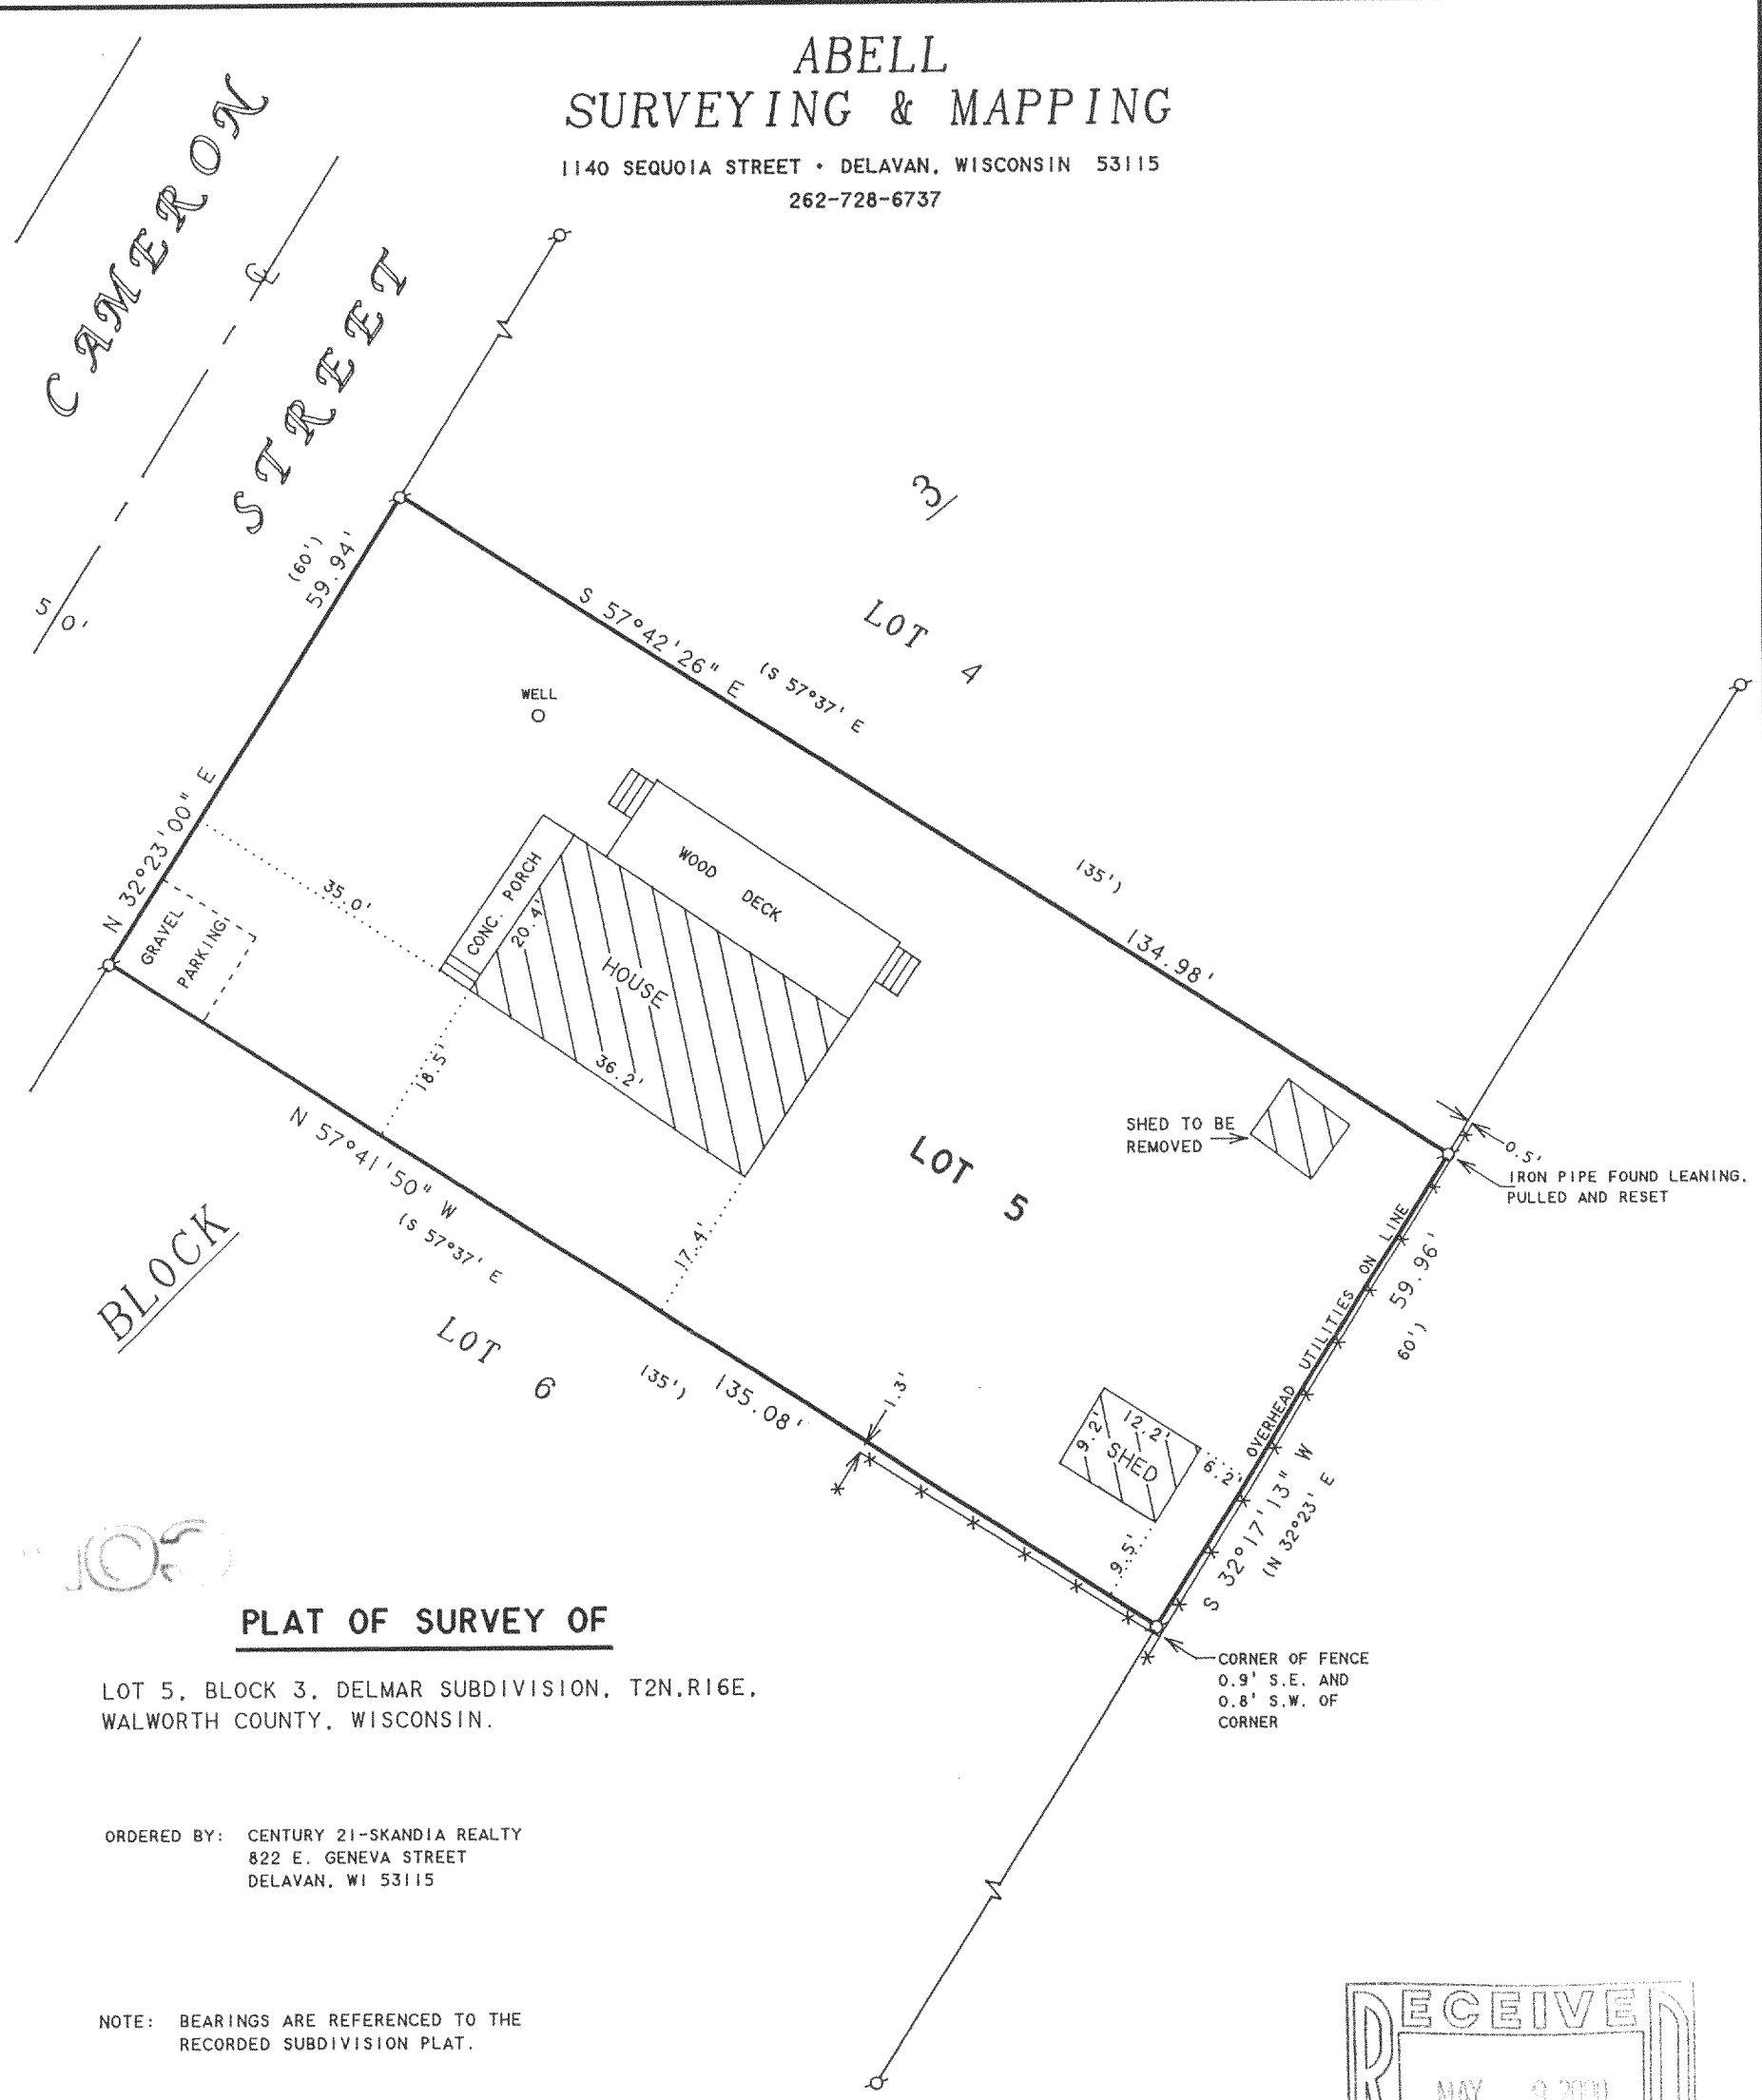 ABELL
SURVEYING & MAPPING
1140 SEQUOIA STREET • DELAVAN, WISCONSIN 53115
262-728-6737
CAMERON
STREET
℄
50'
(60')
59.94'
N 32°23'00" E
3
LOT 4
S 57°42'26" E
(S 57°37' E
135')
134.98'
WELL
WOOD DECK
CONC. PORCH
20.4'
HOUSE
36.2'
35.0'
GRAVEL
PARKING
18.5'
17.4'
N 57°41'50" W
(S 57°37' E
135')
135.08'
BLOCK
LOT 6
LOT 5
SHED TO BE
REMOVED
0.5'
IRON PIPE FOUND LEANING,
PULLED AND RESET
OVERHEAD UTILITIES ON LINE
59.96'
60')
S 32°17'13" W
(N 32°23' E
1.3'
9.2'
12.2'
SHED
6.2'
9.5'
CORNER OF FENCE
0.9' S.E. AND
0.8' S.W. OF
CORNER
PLAT OF SURVEY OF
LOT 5, BLOCK 3, DELMAR SUBDIVISION, T2N,R16E,
WALWORTH COUNTY, WISCONSIN.
ORDERED BY: CENTURY 21-SKANDIA REALTY
822 E. GENEVA STREET
DELAVAN, WI 53115
NOTE: BEARINGS ARE REFERENCED TO THE
RECORDED SUBDIVISION PLAT.
RECEIVED
MAY